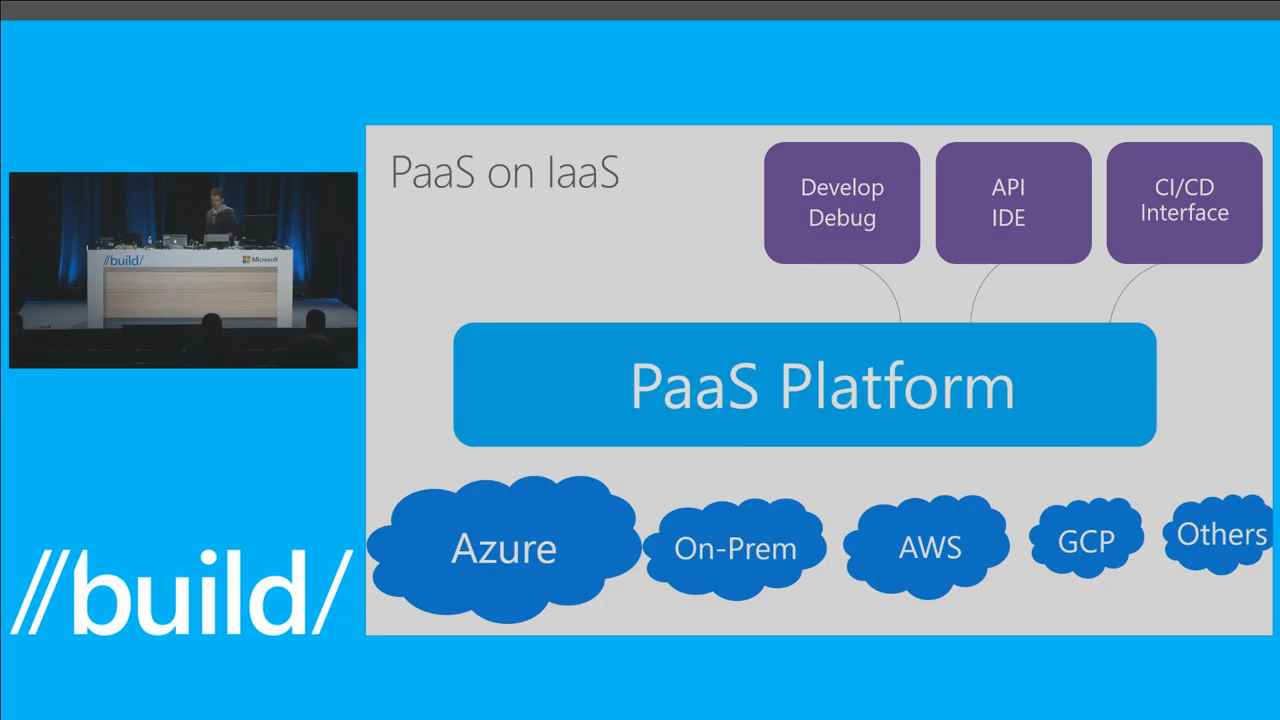 PaaS on IaaS
Develop
Debug
API
IDE
CI/CD
Interface
//build/
Microsoft
PaaS Platform
Azure
On-Prem
AWS
GCP
Others
//build/